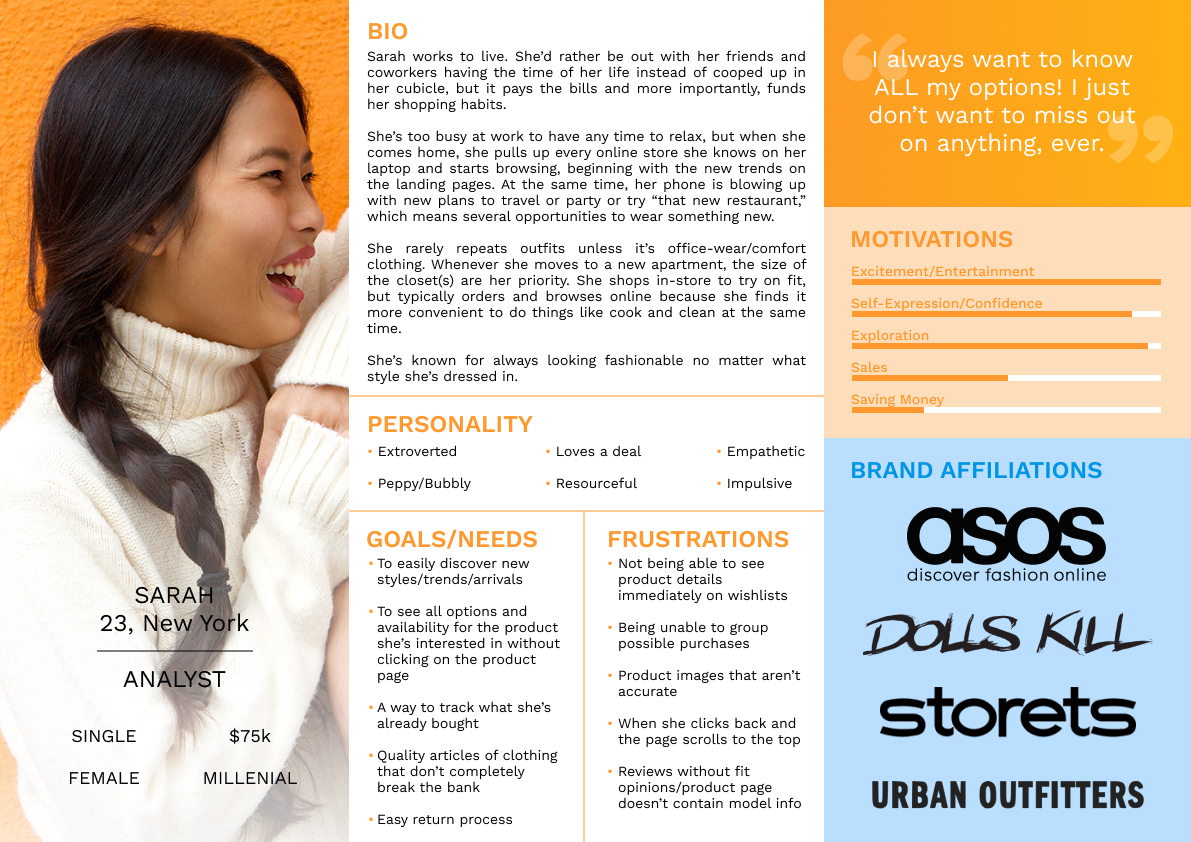 SARAH
23, New York
ANALYST
SINGLE
$75k
FEMALE
MILLENIAL
BIO
Sarah works to live. She’d rather be out with her friends and
coworkers having the time of her life instead of cooped up in
her cubicle, but it pays the bills and more importantly, funds
her shopping habits.
She’s too busy at work to have any time to relax, but when she
comes home, she pulls up every online store she knows on her
laptop and starts browsing, beginning with the new trends on
the landing pages. At the same time, her phone is blowing up
with new plans to travel or party or try “that new restaurant,”
which means several opportunities to wear something new.
She rarely repeats outfits unless it’s office-wear/comfort
clothing. Whenever she moves to a new apartment, the size of
the closet(s) are her priority. She shops in-store to try on fit,
but typically orders and browses online because she finds it
more convenient to do things like cook and clean at the same
time.
She’s known for always looking fashionable no matter what
style she’s dressed in.
PERSONALITY
• Extroverted
• Loves a deal
• Empathetic
• Peppy/Bubbly
• Resourceful
• Impulsive
GOALS/NEEDS
• To easily discover new
styles/trends/arrivals
• To see all options and
availability for the product
she’s interested in without
clicking on the product
page
• A way to track what she’s
already bought
• Quality articles of clothing
that don’t completely
break the bank
• Easy return process
FRUSTRATIONS
• Not being able to see
product details
immediately on wishlists
• Being unable to group
possible purchases
• Product images that aren’t
accurate
• When she clicks back and
the page scrolls to the top
• Reviews without fit
opinions/product page
doesn’t contain model info
“I always want to know
ALL my options! I just
don’t want to miss out
on anything, ever.”
MOTIVATIONS
Excitement/Entertainment
Self-Expression/Confidence
Exploration
Sales
Saving Money
BRAND AFFILIATIONS
asos
discover fashion online
DOLLS KILL
storets
URBAN OUTFITTERS